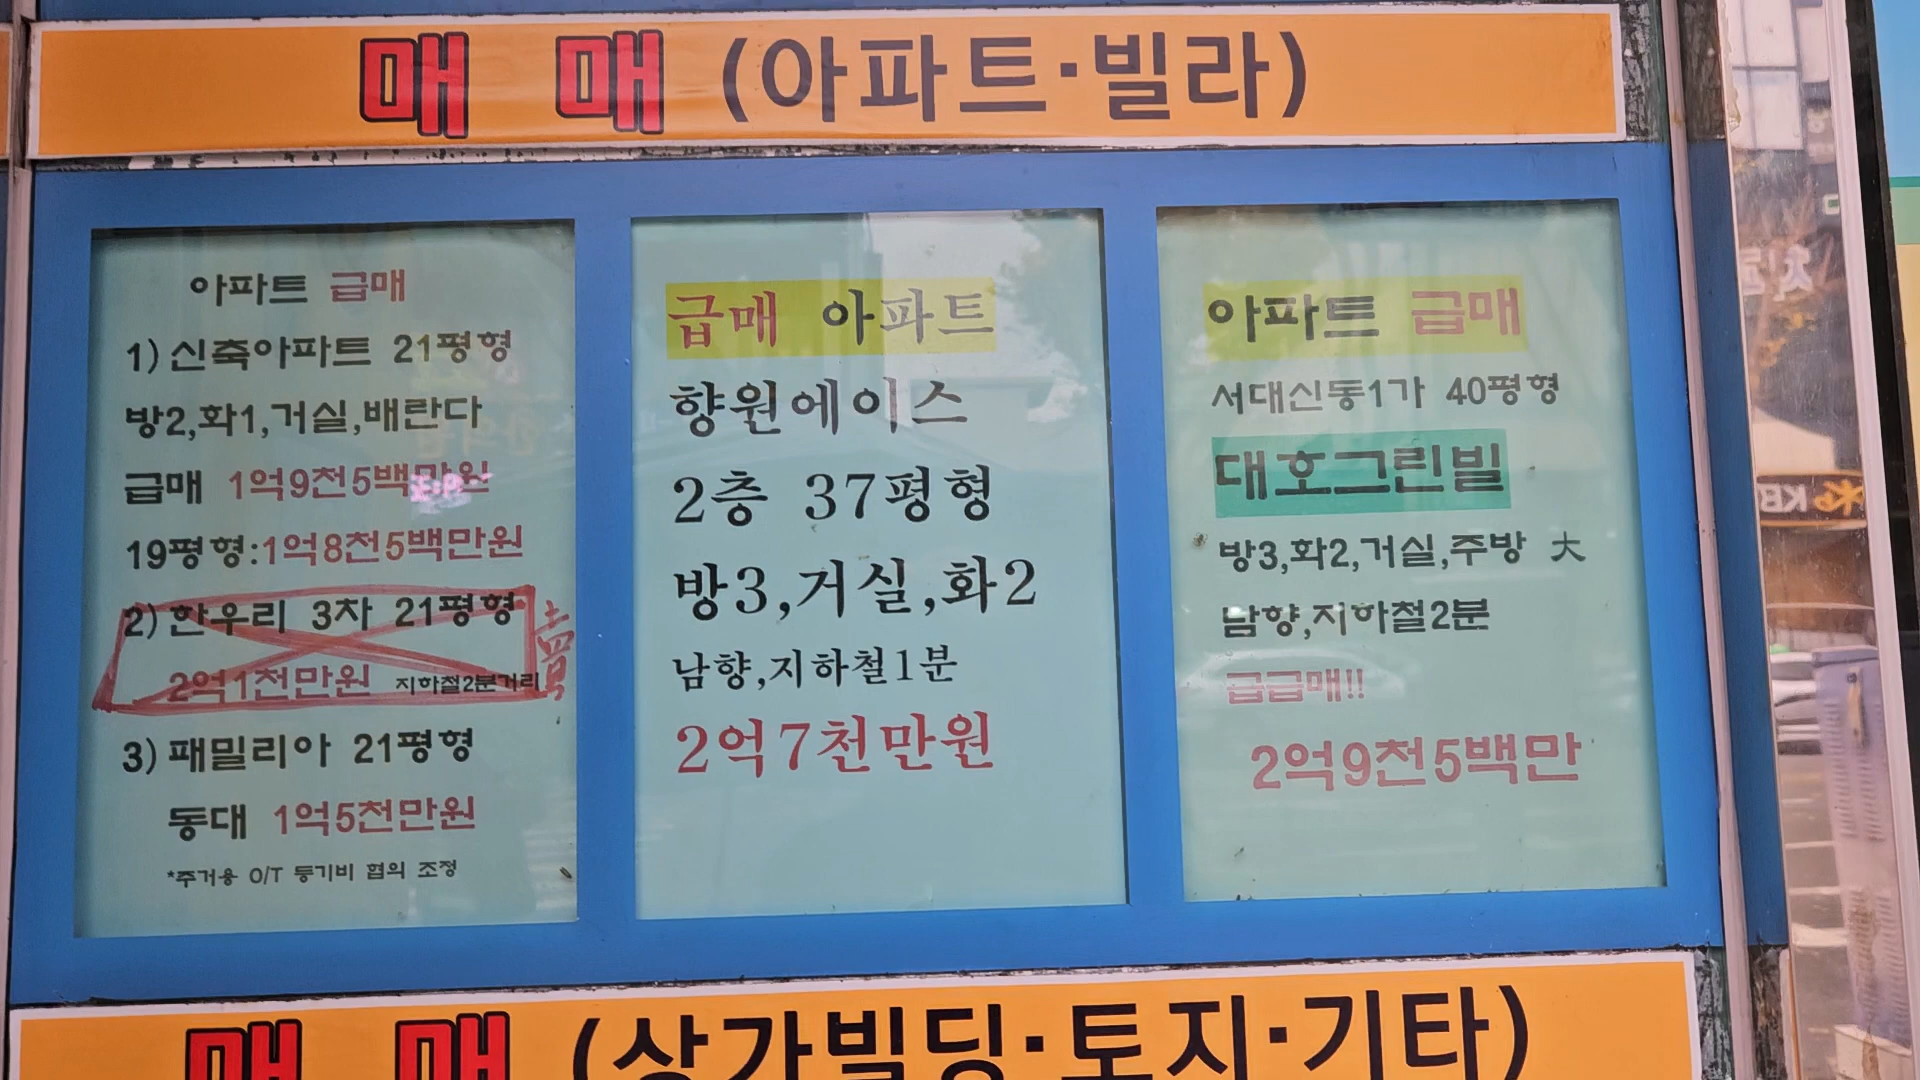 매 매 (아파트·빌라)
아파트 급매
1) 신축아파트 21평형
방2,화1,거실,배란다
급매 1억9천5백만원
19평형:1억8천5백만원
2) 한우리 3차 21평형
2억1천만원 지하철2분거리
3) 패밀리아 21평형
동대 1억5천만원
*주거용 O/T 등기비 협의 조정
급매 아파트
향원에이스
2층 37평형
방3,거실,화2
남향,지하철1분
2억7천만원
아파트 급매
서대신동1가 40평형
대호그린빌
방3,화2,거실,주방 大
남향,지하철2분
급급매!!
2억9천5백만
매 매 (상가빌딩·토지·기타)